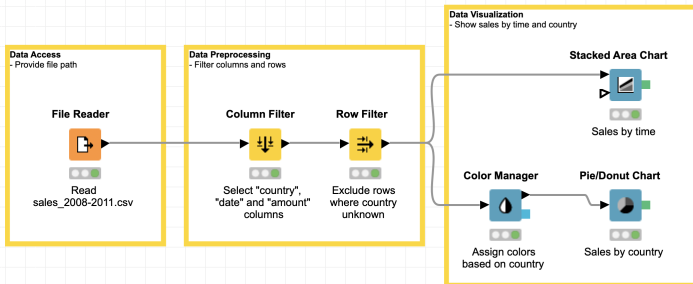 Data Visualization
- Show sales by time and country
Data Access
- Provide file path
Data Preprocessing
- Filter columns and rows
Stacked Area Chart
Sales by time
File Reader
Read
sales_2008-2011.csv
Column Filter
Select "country",
"date" and "amount"
columns
Row Filter
Exclude rows
where country
unknown
Color Manager
Assign colors
based on country
Pie/Donut Chart
Sales by country